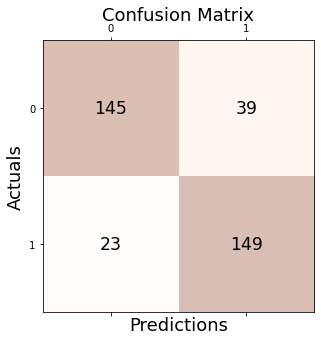 Confusion Matrix
0 1
0 145 39
Actuals
1 23 149
Predictions